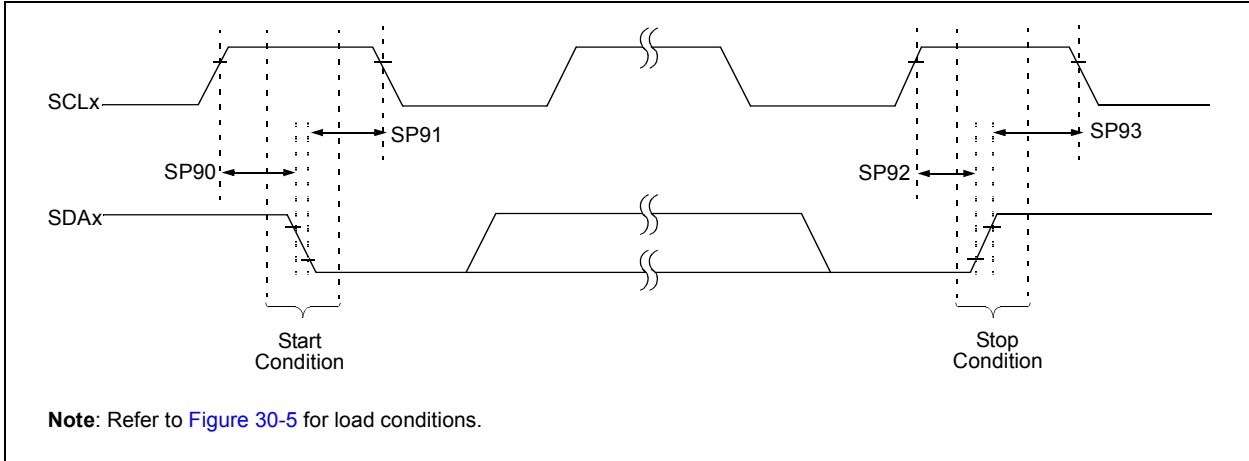 SCLx
SP91
SP93
SP90
SP92
SDAx
Start
Condition
Stop
Condition
Note: Refer to Figure 30-5 for load conditions.